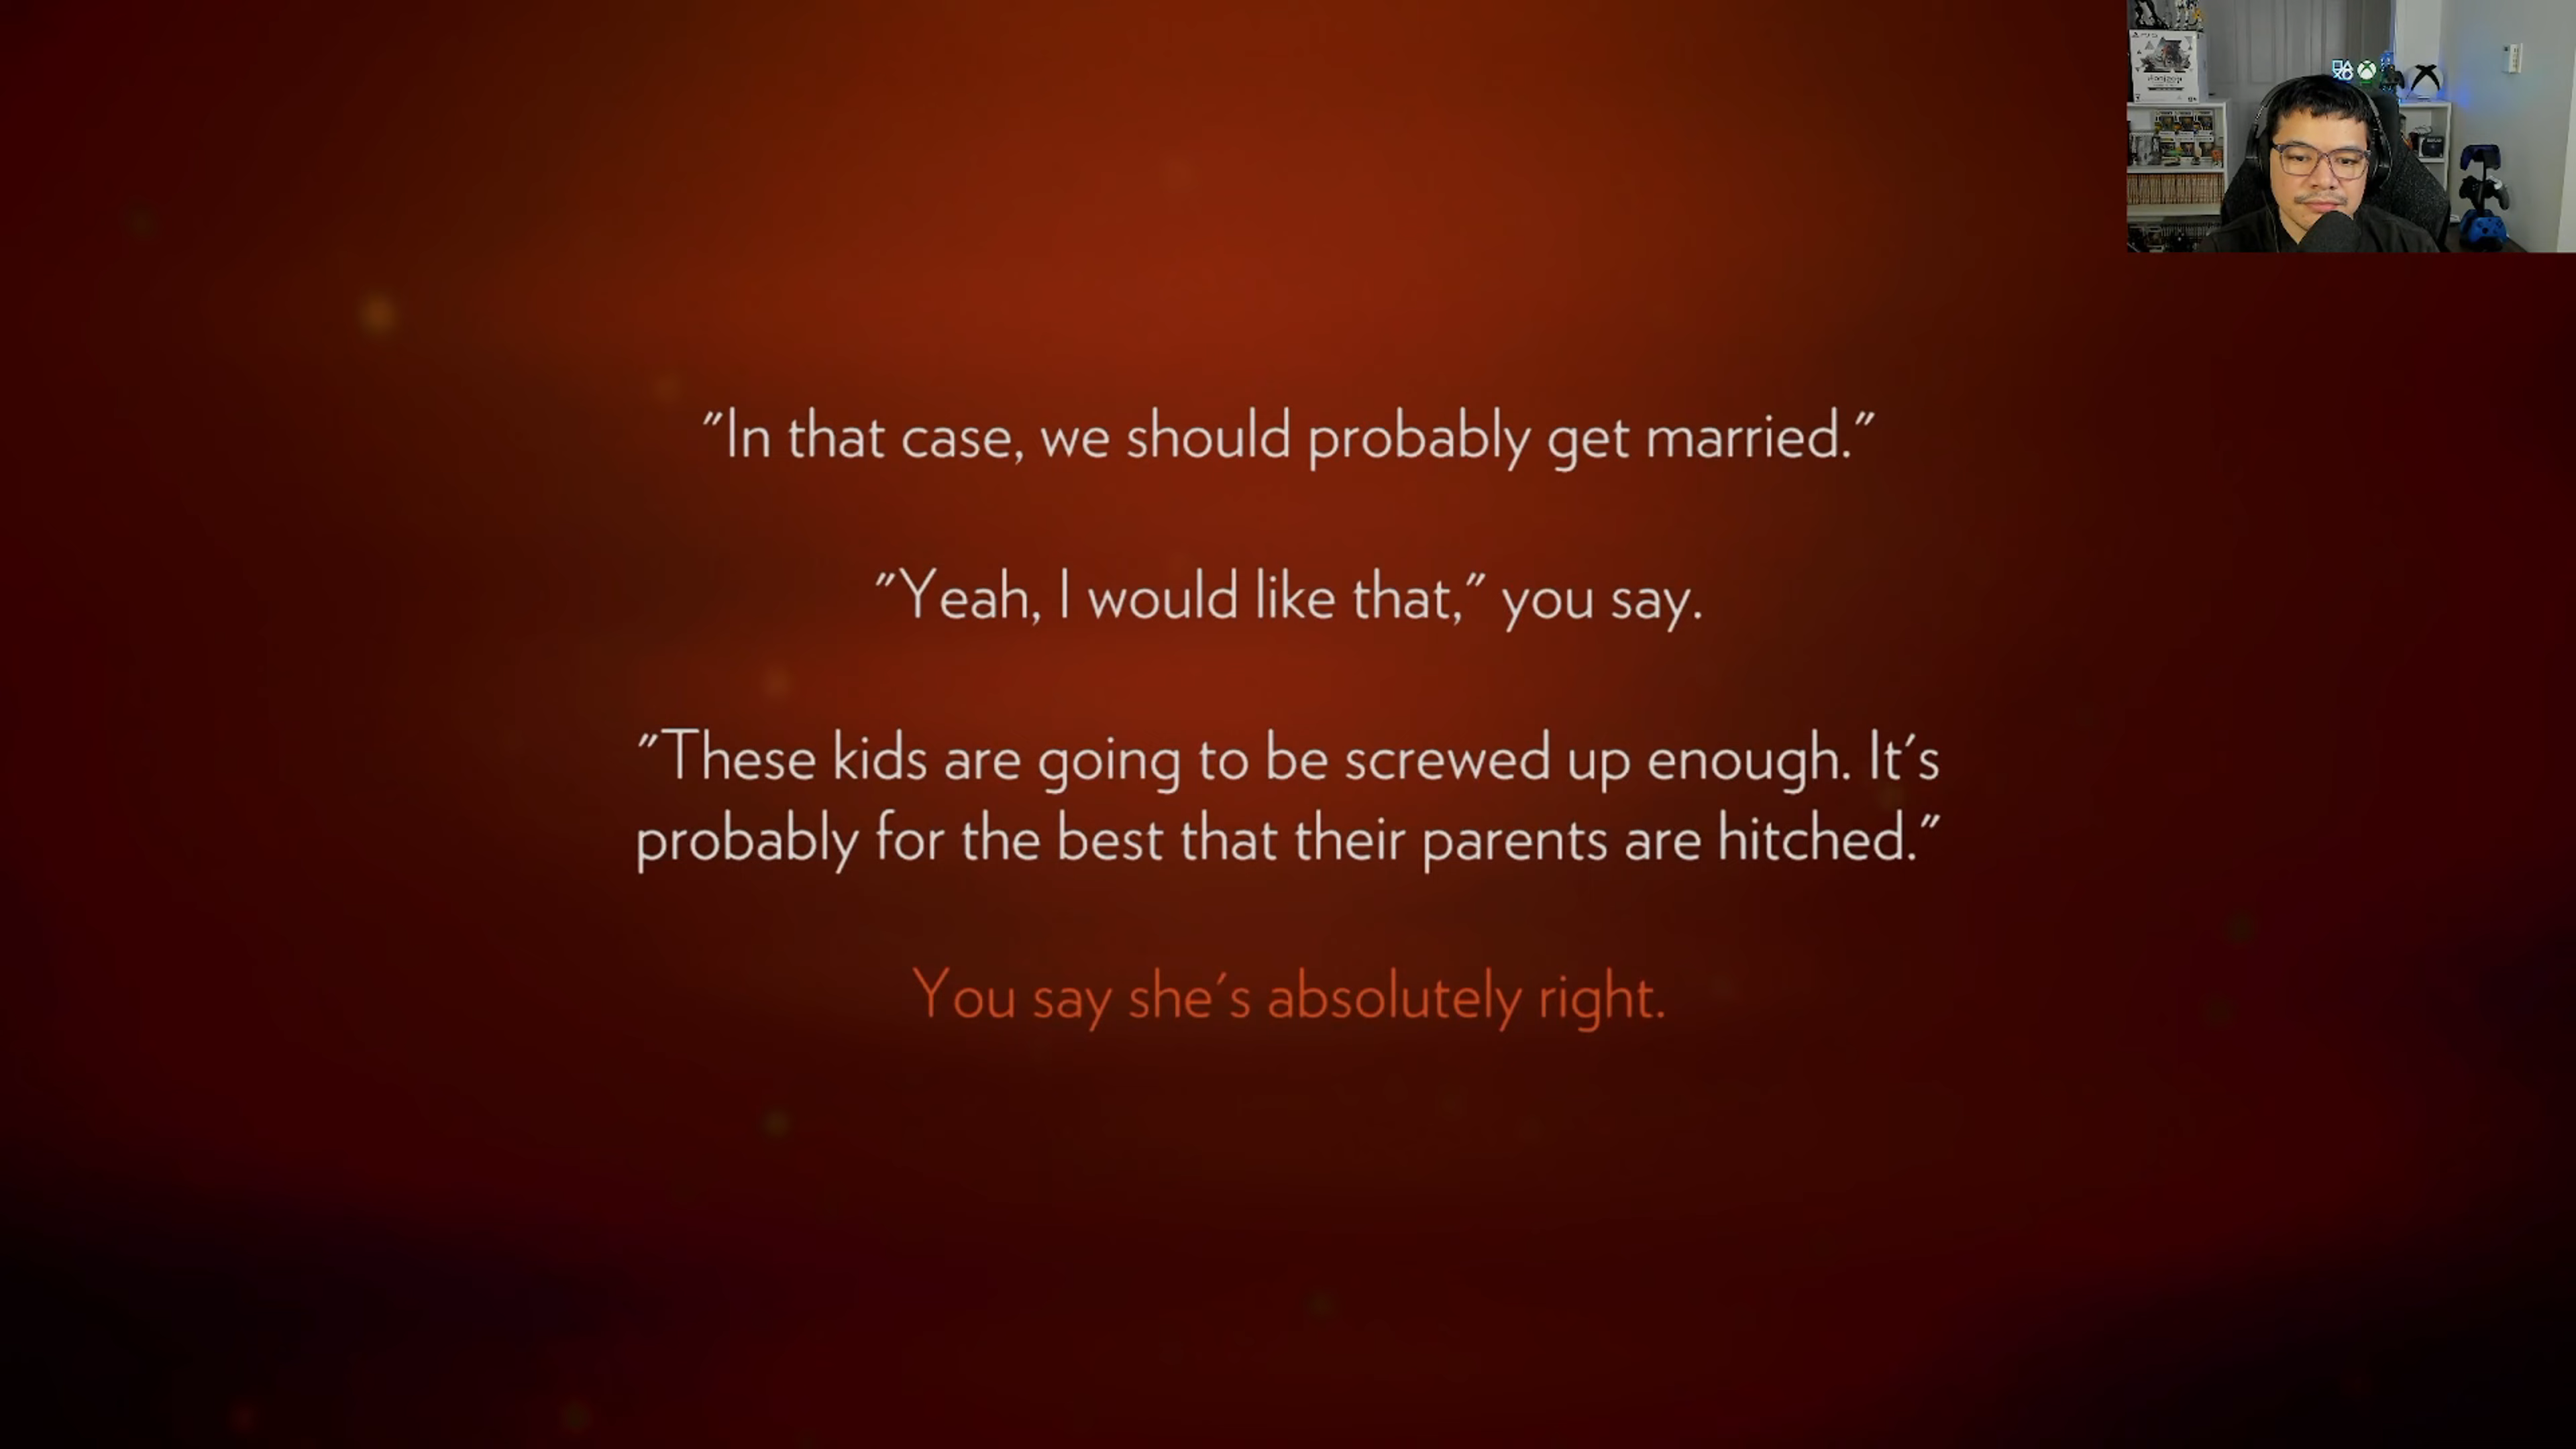 "In that case, we should probably get married."
"Yeah, I would like that," you say.
"These kids are going to be screwed up enough. It's
probably for the best that their parents are hitched."
You say she's absolutely right.